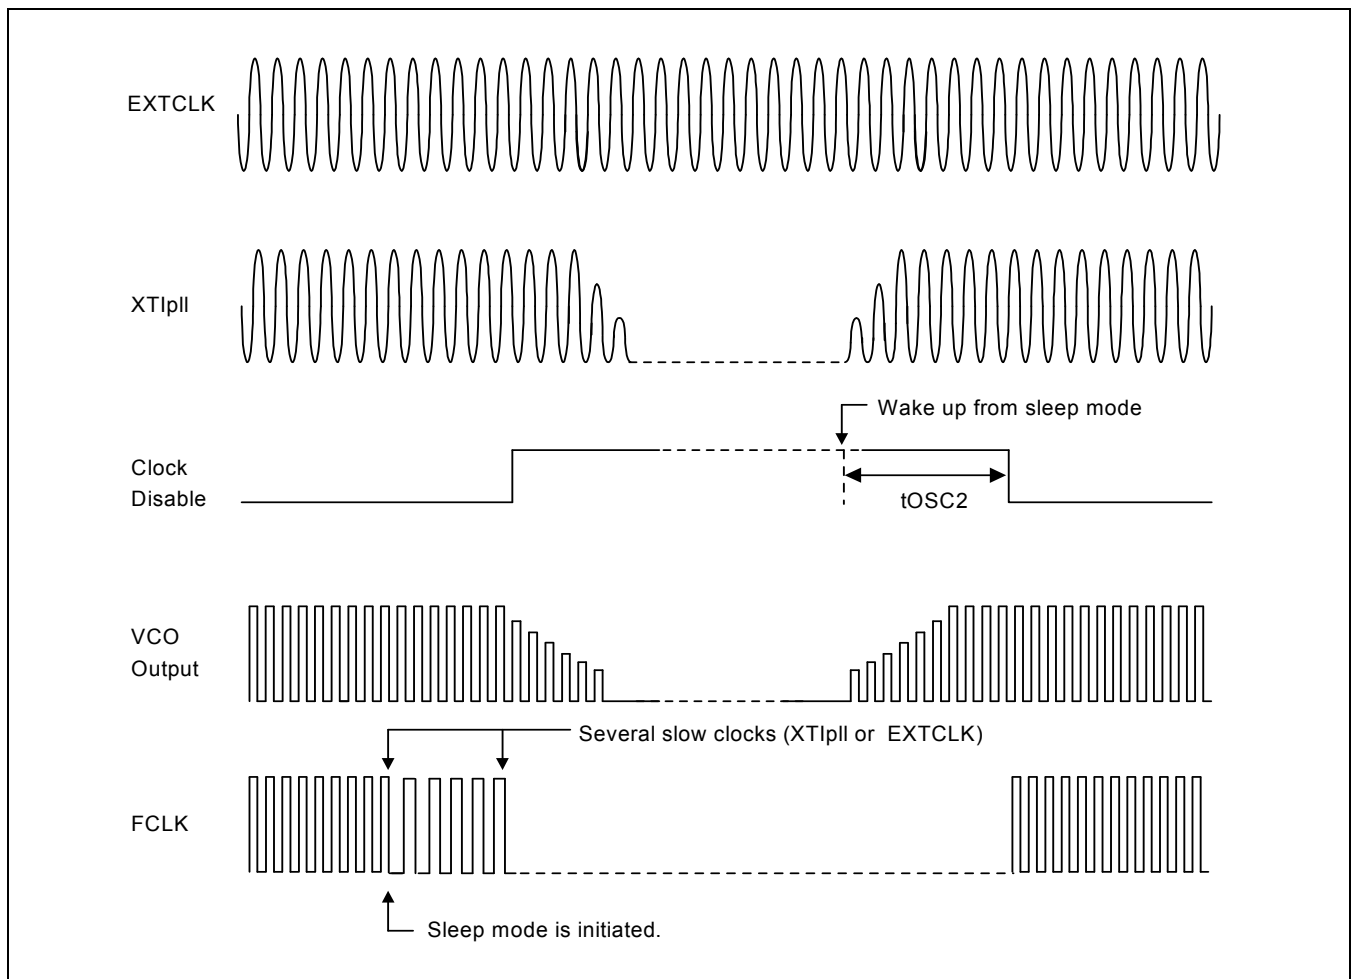 EXTCLK
XTIpll
Wake up from sleep mode
Clock
Disable
tOSC2
VCO
Output
Several slow clocks (XTIpll or EXTCLK)
FCLK
Sleep mode is initiated.